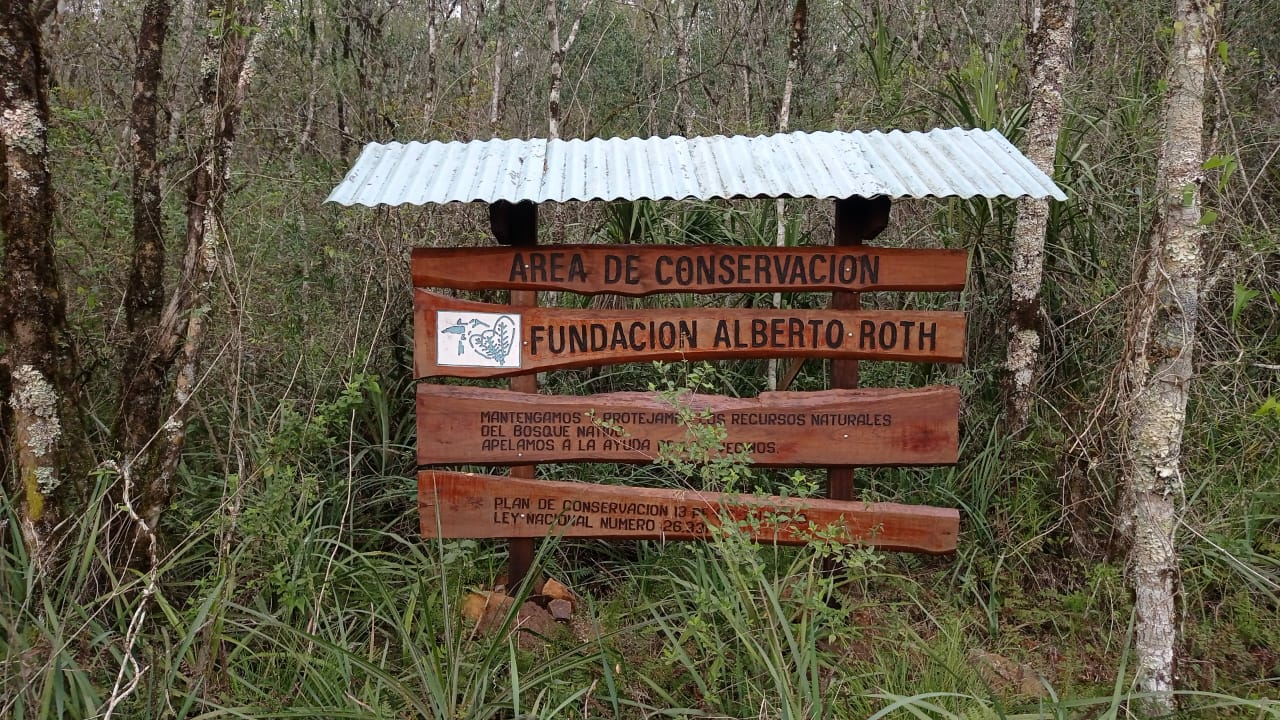 AREA DE CONSERVACION
FUNDACION ALBERTO ROTH
MANTENGAMOS PROTEJAMOS LOS RECURSOS NATURALES
DEL BOSQUE
APELAMOS A LA AYUDA
PLAN DE CONSERVACION 13
LEY NACIONAL NUMERO